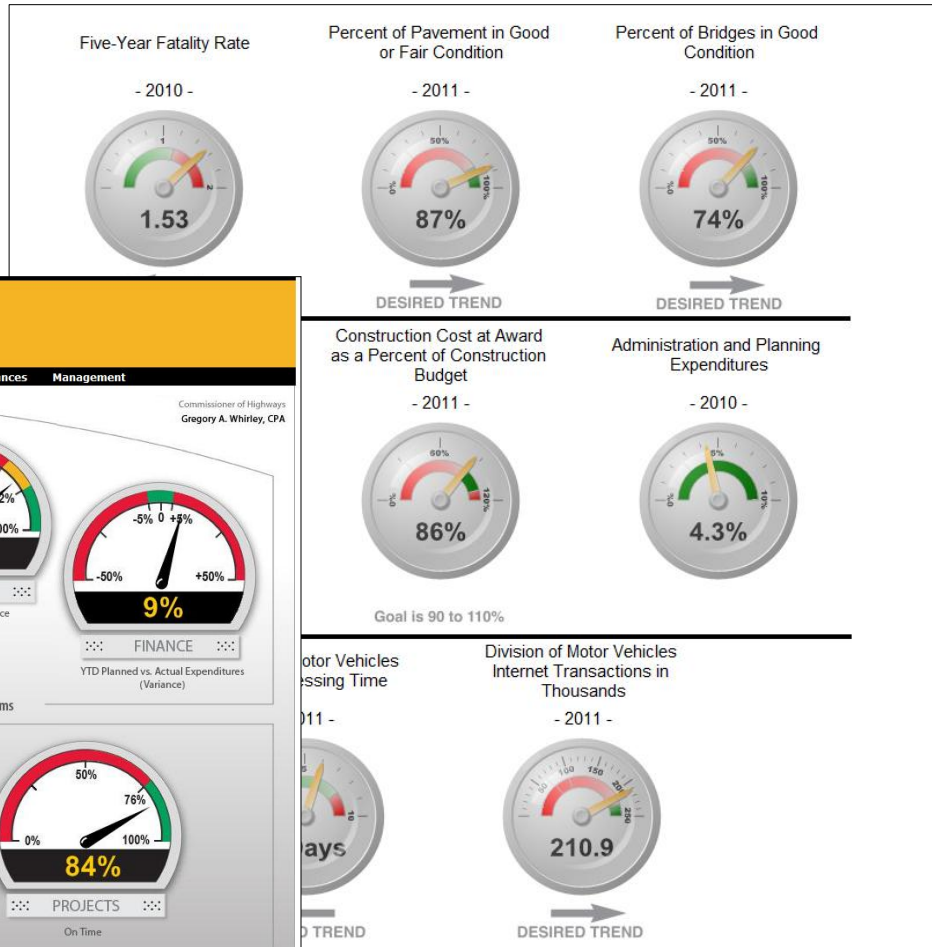 Five-Year Fatality Rate
- 2010 -
1
2
1.53
Percent of Pavement in Good
or Fair Condition
- 2011 -
0%
50%
100%
87%
DESIRED TREND
Percent of Bridges in Good
Condition
- 2011 -
0%
50%
100%
74%
DESIRED TREND
Construction Cost at Award
as a Percent of Construction
Budget
- 2011 -
0%
60%
120%
86%
Goal is 90 to 110%
Administration and Planning
Expenditures
- 2010 -
0%
5%
10%
4.3%
Management
Commissioner of Highways
Gregory A. Whirley, CPA
-50%
-5% 0 +5%
+50%
9%
FINANCE
YTD Planned vs. Actual Expenditures
(Variance)
0%
50%
76%
100%
84%
PROJECTS
On Time
otor Vehicles
essing Time
011 -
10
ays
TREND
Division of Motor Vehicles
Internet Transactions in
Thousands
- 2011 -
50
100
150
200
250
210.9
DESIRED TREND